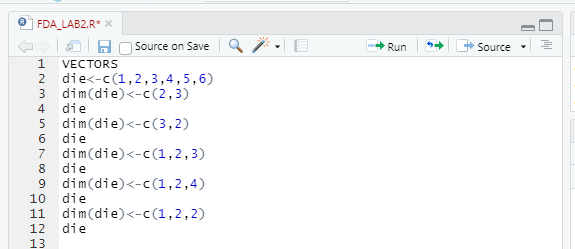 FDA_LAB2.R*
Source on Save
Run
Source
1 VECTORS
2 die<-c(1,2,3,4,5,6)
3 dim(die)<-c(2,3)
4 die
5 dim(die)<-c(3,2)
6 die
7 dim(die)<-c(1,2,3)
8 die
9 dim(die)<-c(1,2,4)
10 die
11 dim(die)<-c(1,2,2)
12 die
13